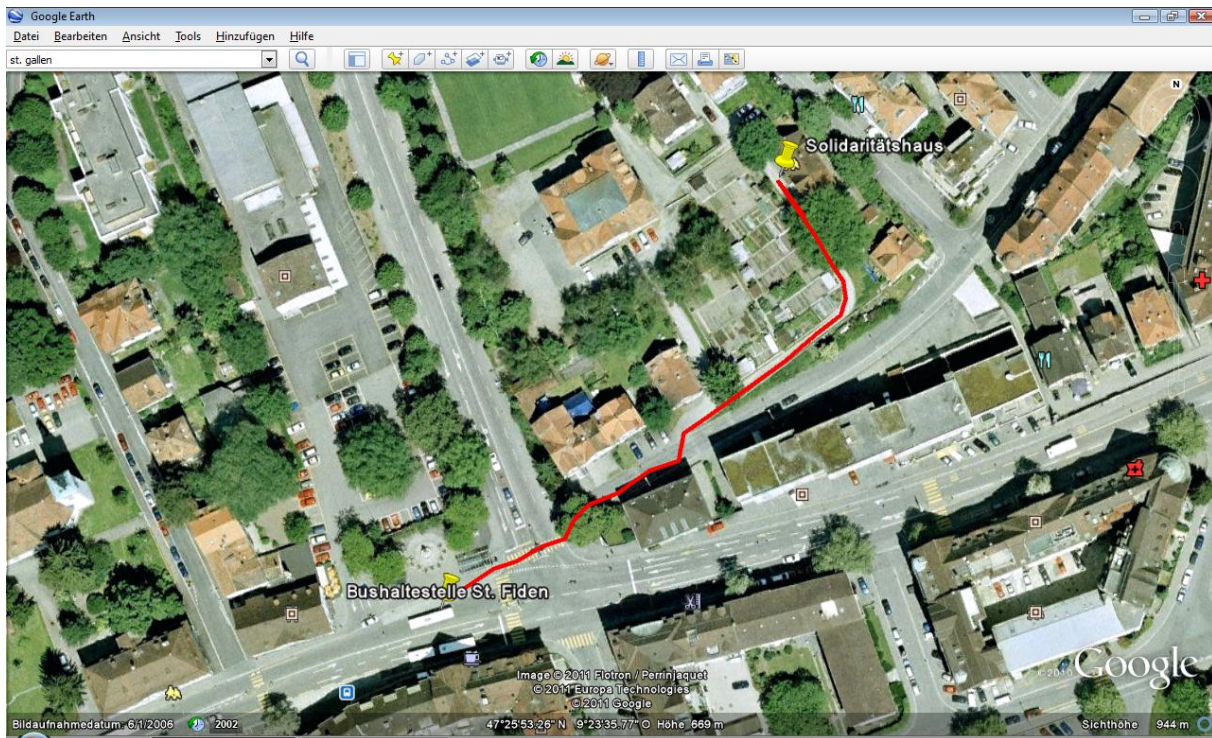 Google Earth
Datei Bearbeiten Ansicht Tools Hinzufügen Hilfe
st. gallen
N
Solidaritätshaus
Bushaltestelle St. Fiden
Image © 2011 Flotron / Perrinjaquet
© 2011 Europa Technologies
© 2011 Google
© 2010 Google
Bildaufnahmedatum: 6/1/2006 2002 47°25'53.26" N 9°23'35.77" O Höhe 669 m Sichthöhe 944 m